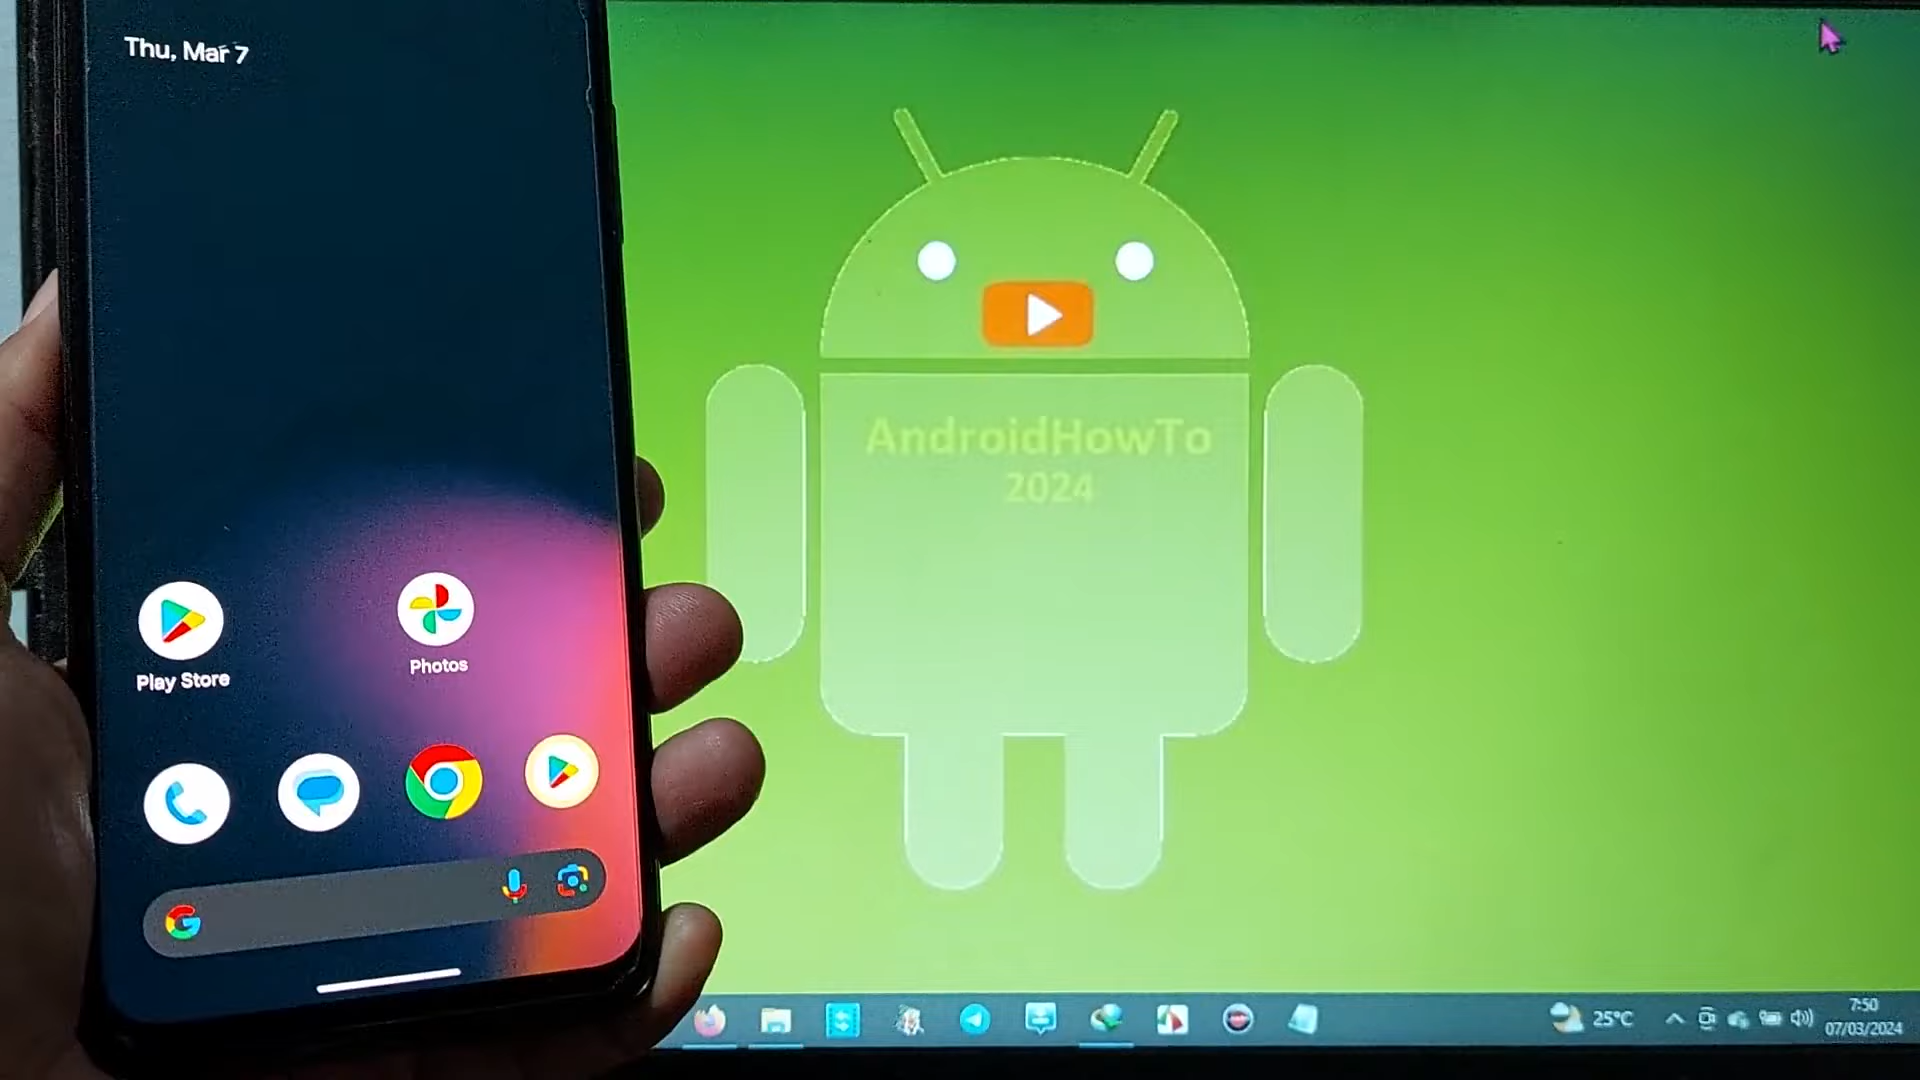 Thu, Mar 7
Play Store
Photos
AndroidHowTo
2024
25°C
7:50
07/03/2024